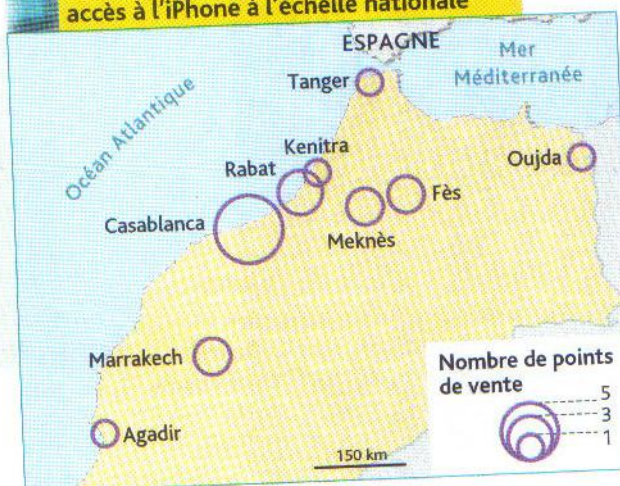 accès à l'iPhone à l'échelle nationale
ESPAGNE
Mer
Méditerranée
Tanger
Océan Atlantique
Kenitra
Rabat
Oujda
Casablanca
Fès
Meknès
Marrakech
Agadir
Nombre de points
de vente
5
3
1
150 km